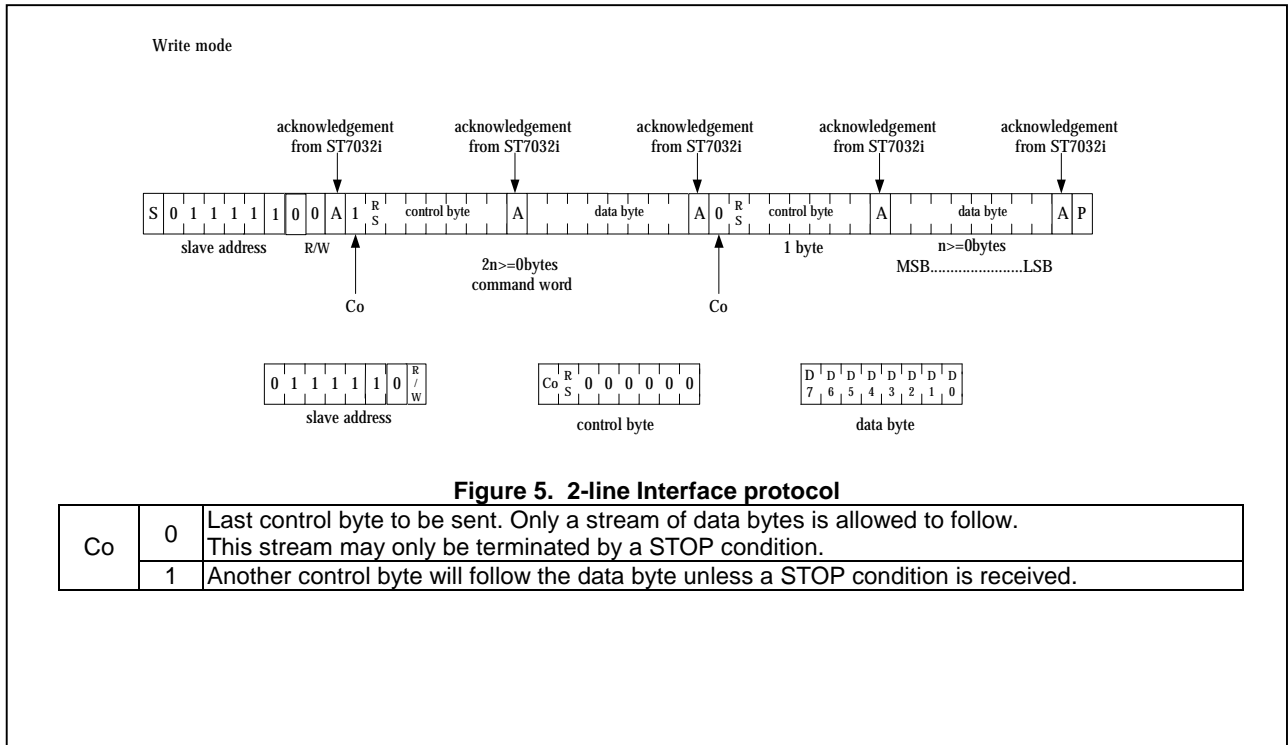 Write mode
acknowledgement from ST7032i
acknowledgement from ST7032i
acknowledgement from ST7032i
acknowledgement from ST7032i
acknowledgement from ST7032i
S 0 1 1 1 1 1 0 0 A 1 RS control byte A data byte A 0 RS control byte A data byte A P
slave address R/W 1 byte n>=0bytes
2n>=0bytes MSB.......................LSB
command word
Co Co
0 1 1 1 1 1 0 R/W Co RS 0 0 0 0 0 0 D7 D6 D5 D4 D3 D2 D1 D0
slave address control byte data byte
Figure 5. 2-line Interface protocol
Co 0 Last control byte to be sent. Only a stream of data bytes is allowed to follow.
This stream may only be terminated by a STOP condition.
1 Another control byte will follow the data byte unless a STOP condition is received.